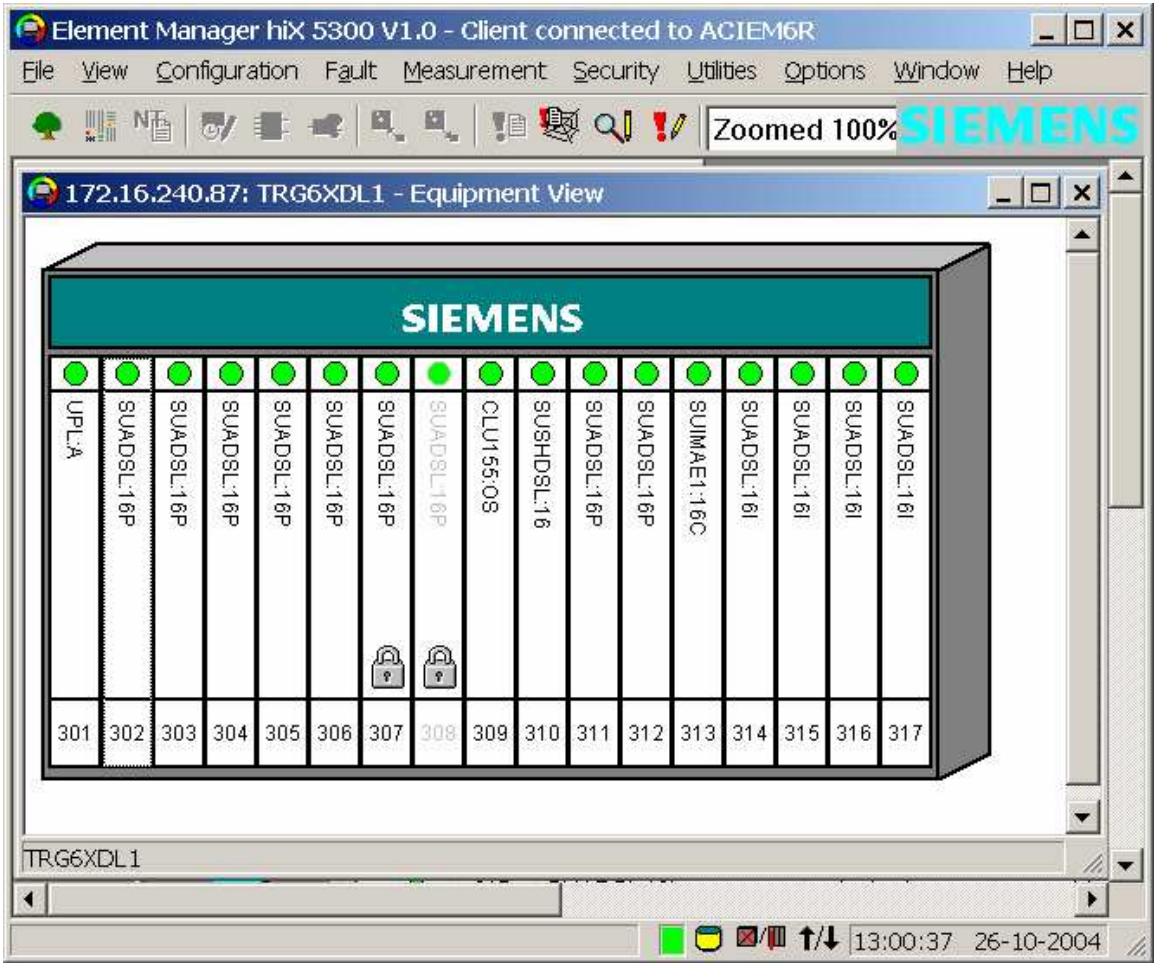 Element Manager hiX 5300 V1.0 - Client connected to ACIEM6R
File View Configuration Fault Measurement Security Utilities Options Window Help
NTs Zoomed 100% SIEMENS
172.16.240.87: TRG6XDL1 - Equipment View
SIEMENS
UPL:A SUADSL:16P SUADSL:16P SUADSL:16P SUADSL:16P SUADSL:16P SUADSL:16P SUADSL:16P CLU155:OS SUSHDSL:16 SUADSL:16P SUADSL:16P SUIMAE1:16C SUADSL:16I SUADSL:16I SUADSL:16I SUADSL:16I
301 302 303 304 305 306 307 308 309 310 311 312 313 314 315 316 317
TRG6XDL1
13:00:37 26-10-2004